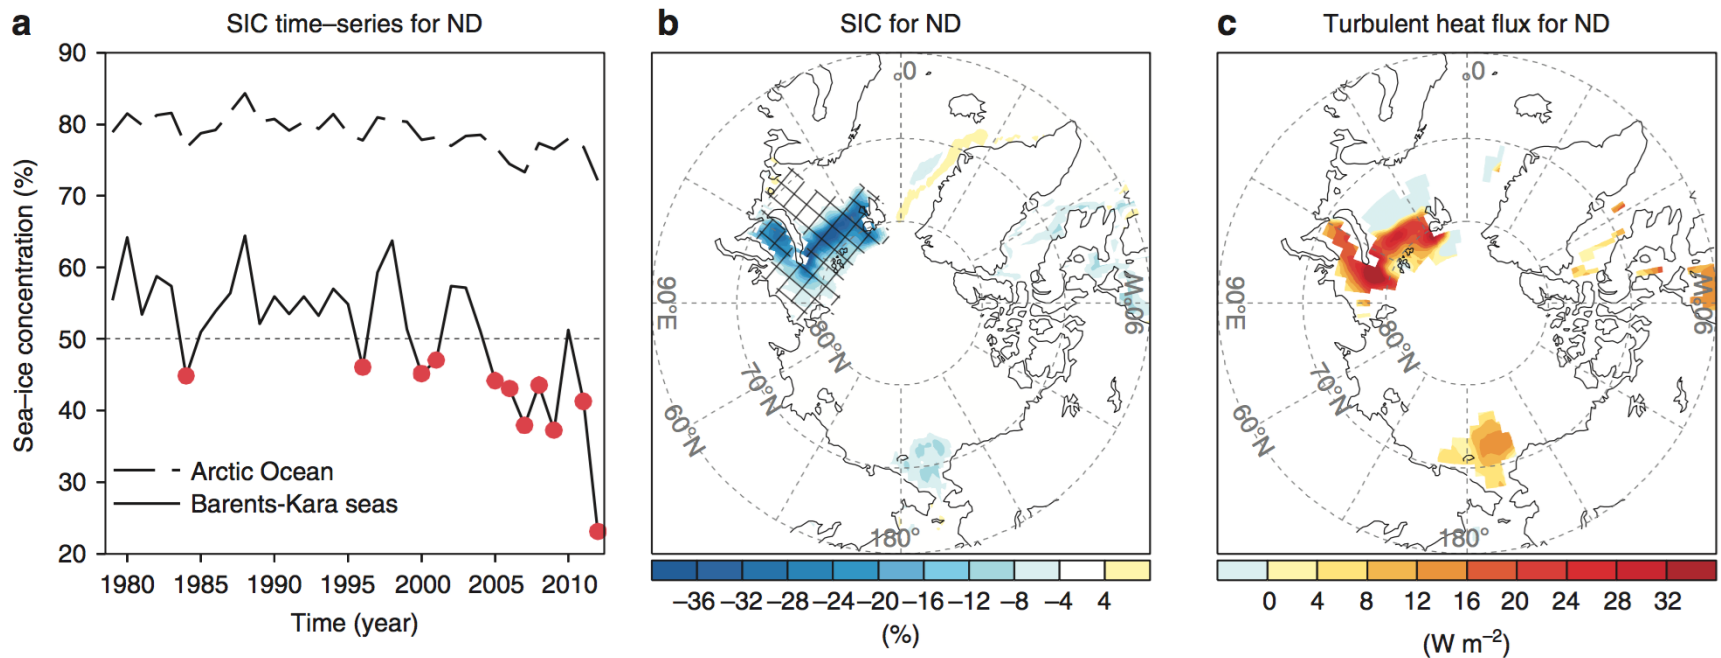 a SIC time–series for ND
90
80
70
60
50
40
30
20
Sea–ice concentration (%)
Arctic Ocean
Barents-Kara seas
1980 1985 1990 1995 2000 2005 2010
Time (year)
b SIC for ND
0
90°E
90°W
80°N
70°N
60°N
180°
–36 –32 –28 –24 –20 –16 –12 –8 –4 4
(%)
c Turbulent heat flux for ND
0
90°E
90°W
80°N
70°N
60°N
180°
0 4 8 12 16 20 24 28 32
(W m⁻²)